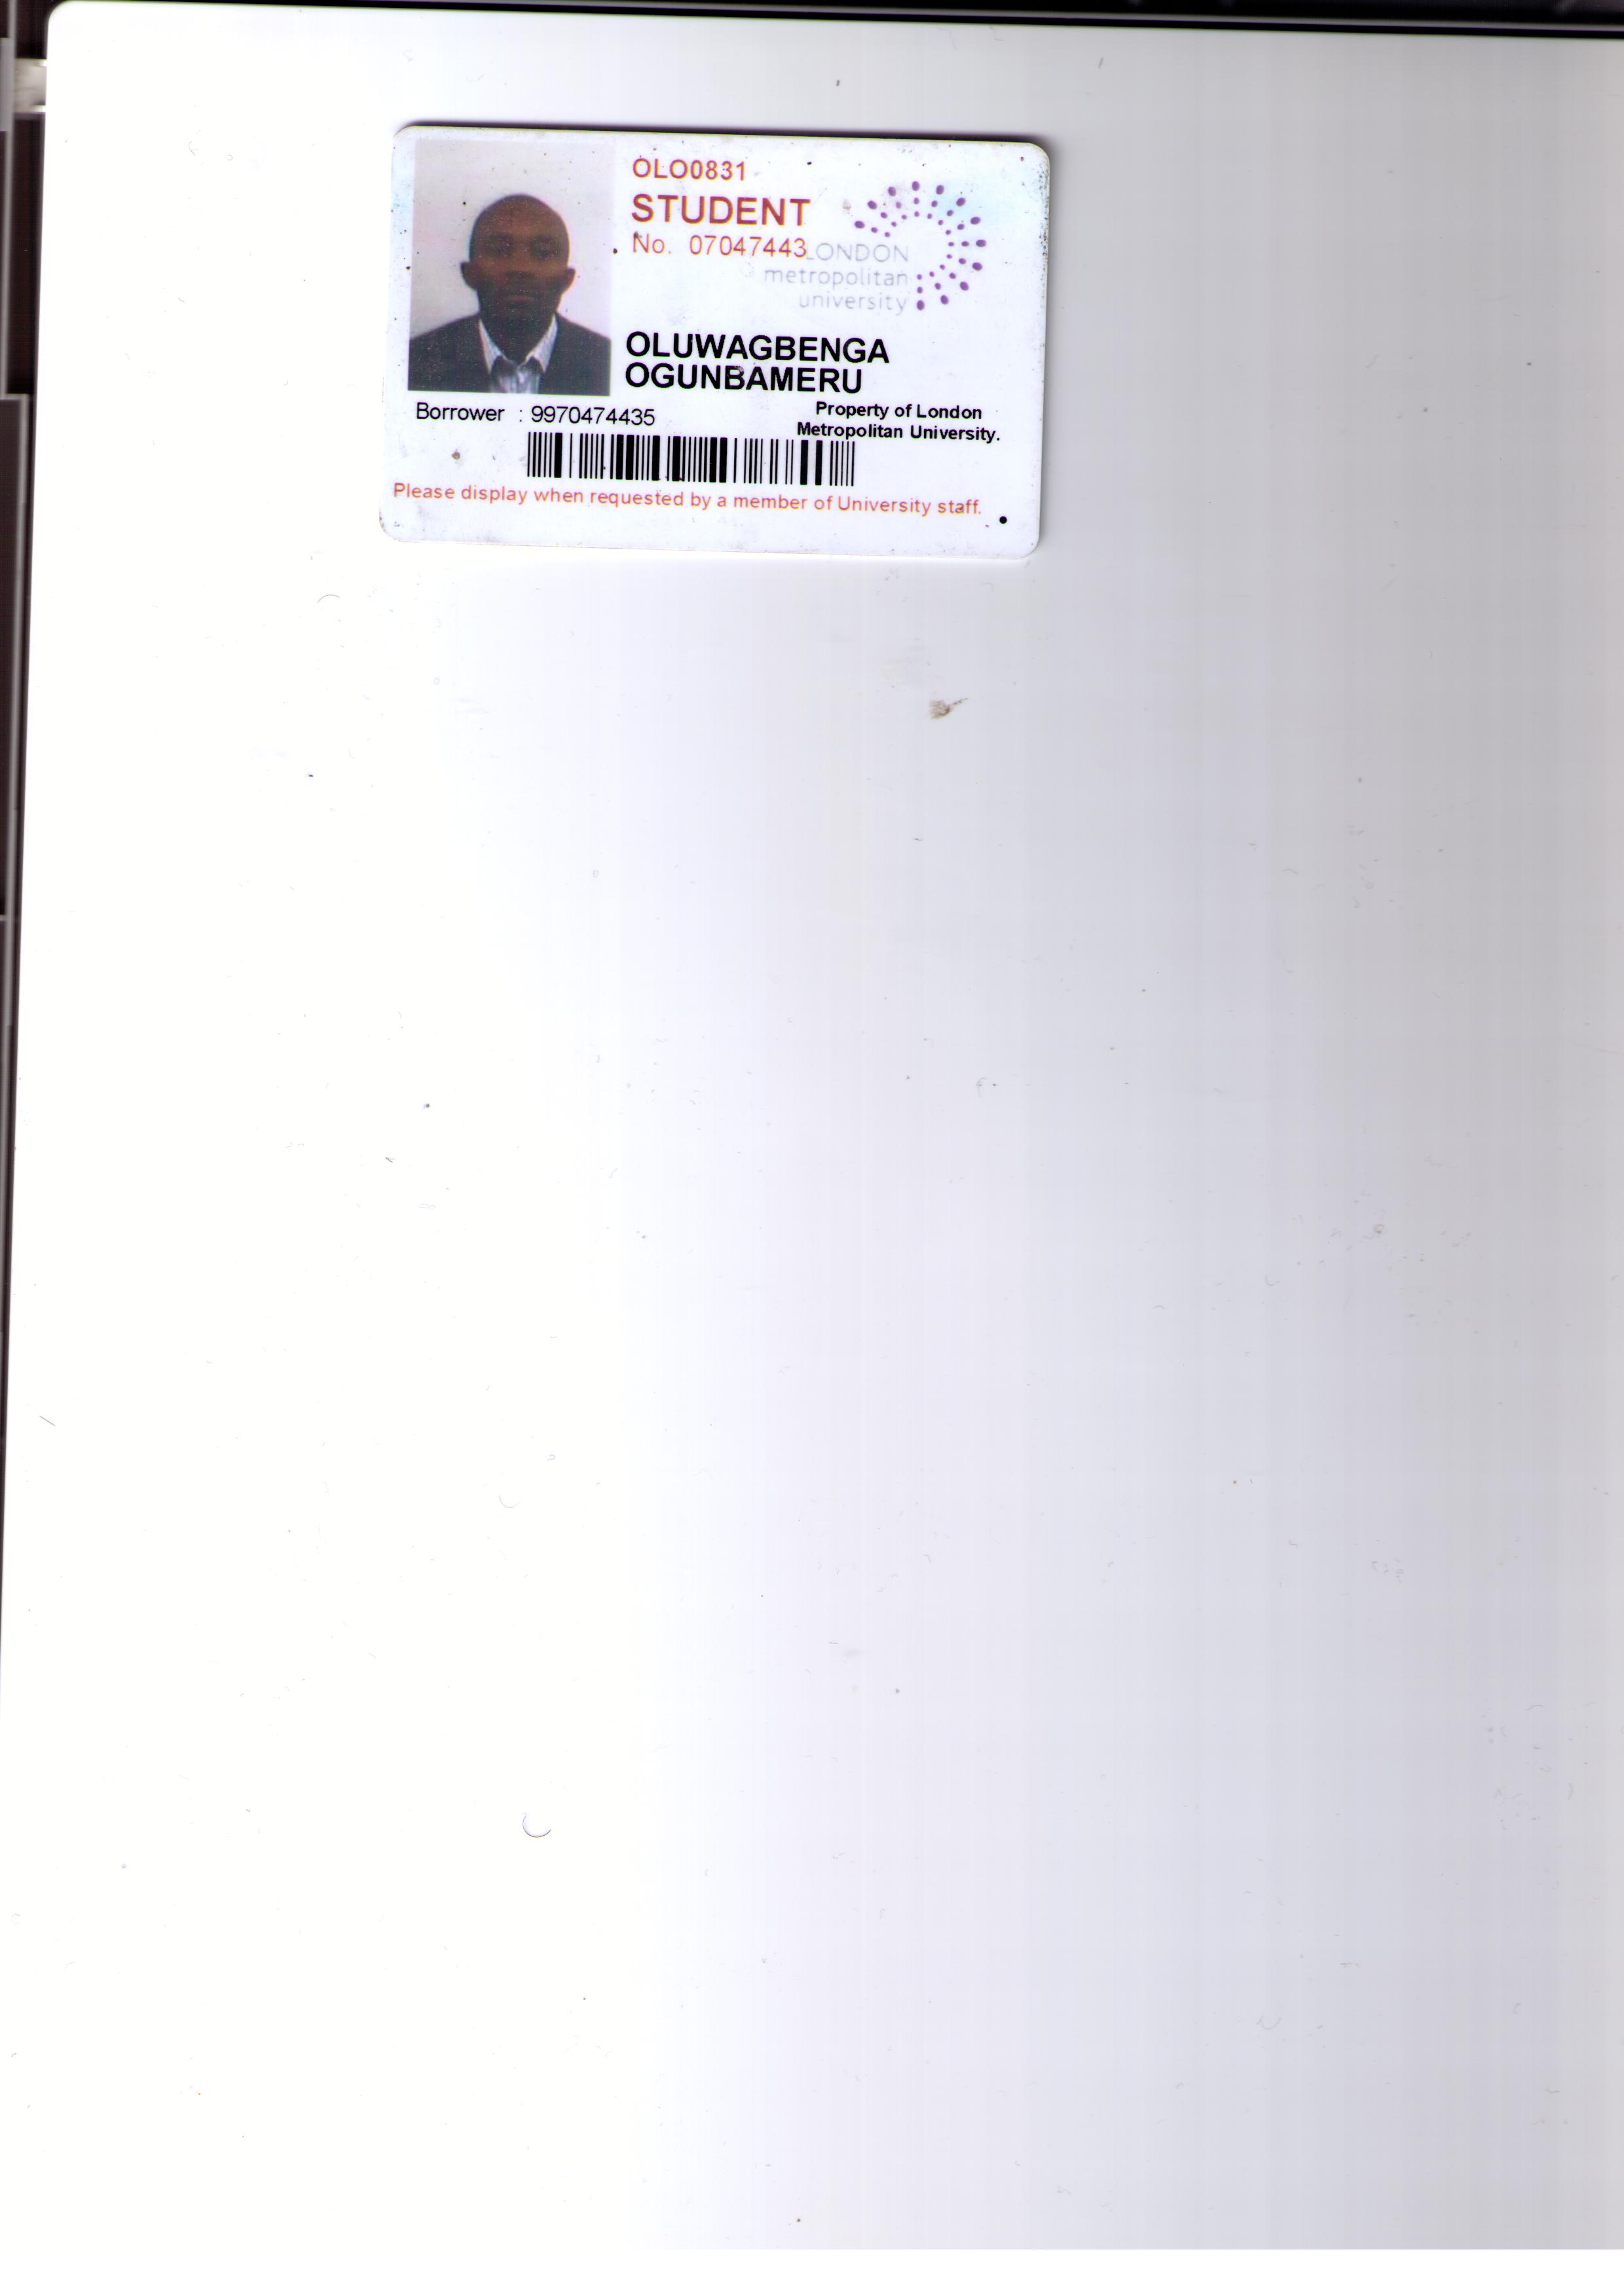 OLO0831
STUDENT
No. 07047443
LONDON
metropolitan
university
OLUWAGBENGA
OGUNBAMERU
Borrower : 9970474435
Property of London
Metropolitan University.
Please display when requested by a member of University staff.